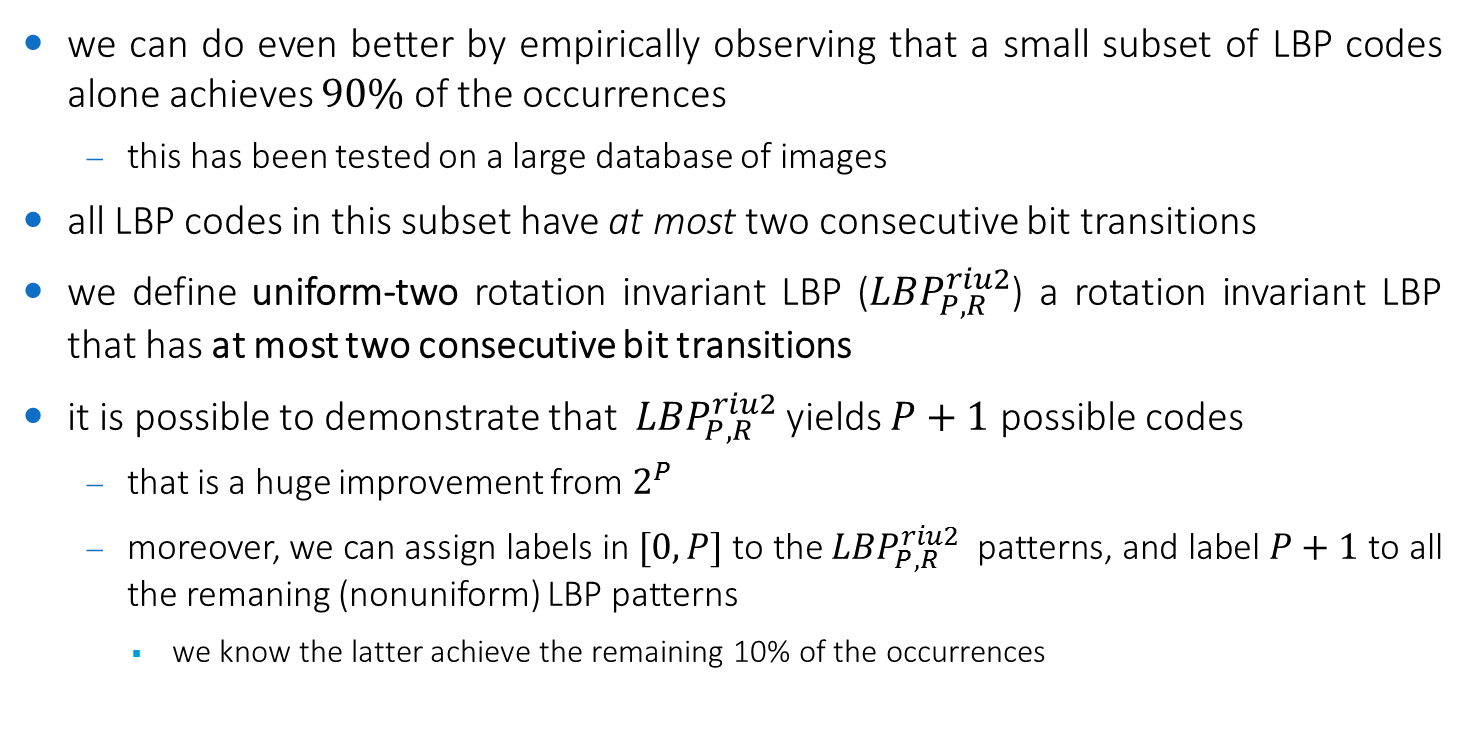 • we can do even better by empirically observing that a small subset of LBP codes
alone achieves 90% of the occurrences
– this has been tested on a large database of images
• all LBP codes in this subset have at most two consecutive bit transitions
• we define uniform-two rotation invariant LBP ($LBP_{P,R}^{riu2}$) a rotation invariant LBP
that has at most two consecutive bit transitions
• it is possible to demonstrate that $LBP_{P,R}^{riu2}$ yields $P + 1$ possible codes
– that is a huge improvement from $2^P$
– moreover, we can assign labels in $[0, P]$ to the $LBP_{P,R}^{riu2}$ patterns, and label $P + 1$ to all
the remaning (nonuniform) LBP patterns
▪ we know the latter achieve the remaining 10% of the occurrences